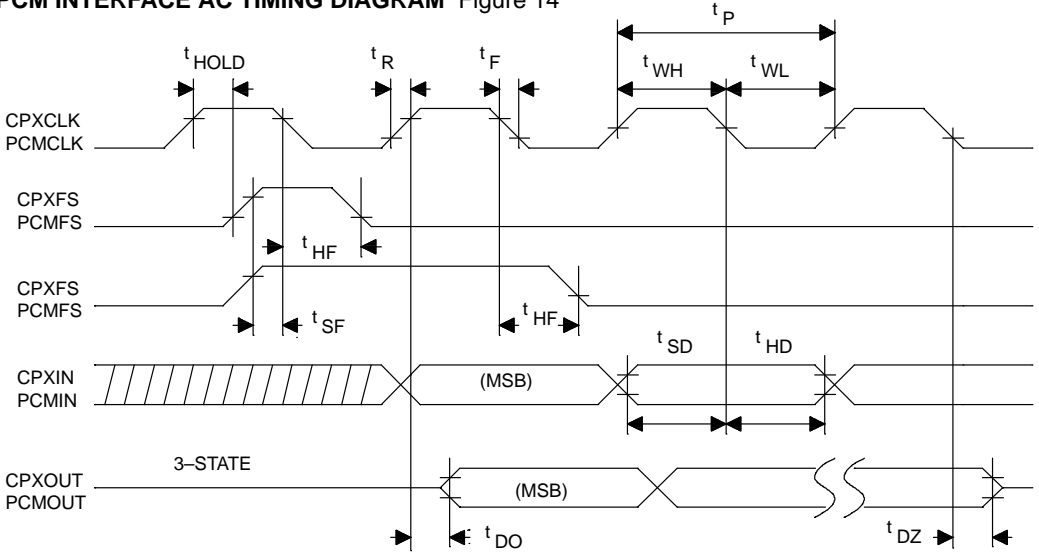 PCM INTERFACE AC TIMING DIAGRAM Figure 14
t P
t HOLD
t R
t F
t WH
t WL
CPXCLK
PCMCLK
CPXFS
PCMFS
t HF
CPXFS
PCMFS
t SF
t HF
t SD
t HD
CPXIN
PCMIN
(MSB)
3–STATE
CPXOUT
PCMOUT
(MSB)
t DO
t DZ